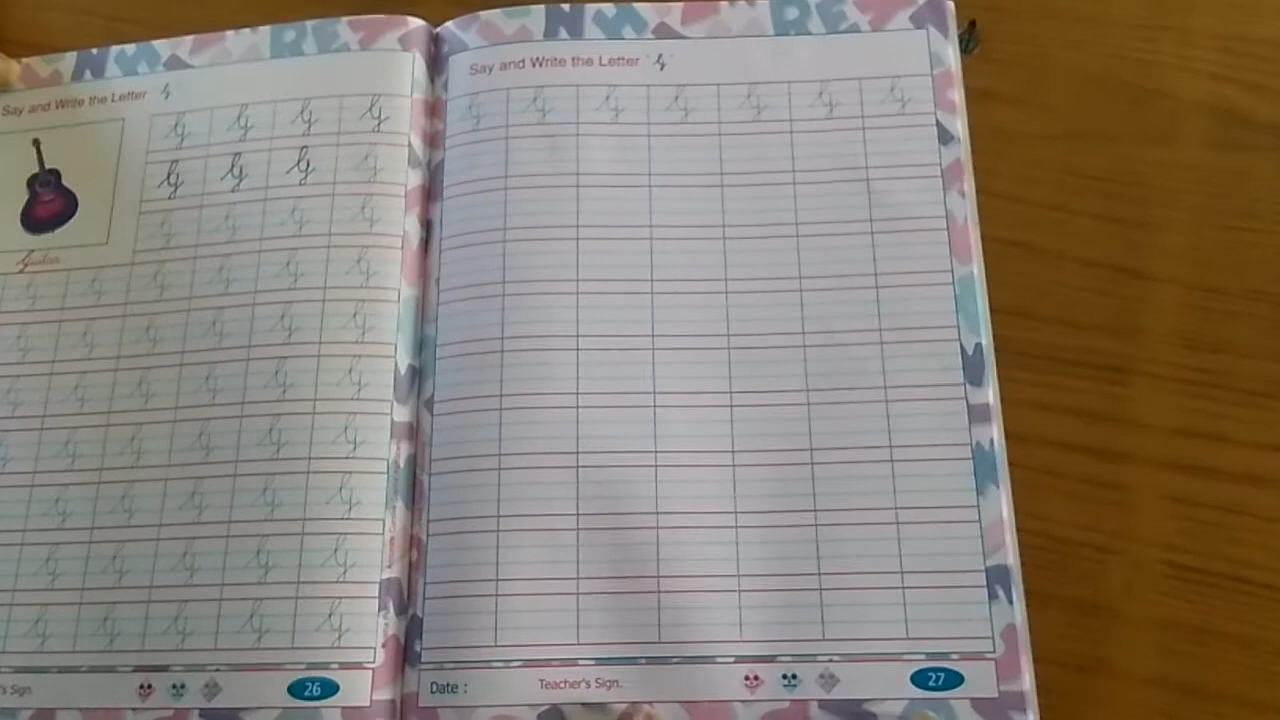 Say and Write the Letter G
G G G G
G G G G
G G G G
Guitar
G G G G G G
G G G G G G
G G G G G G
G G G G G G
G G G G G
G G G G G
G G G G G
's Sign.
26
Say and Write the Letter "G"
G G G G G G G
Date :
Teacher's Sign.
27